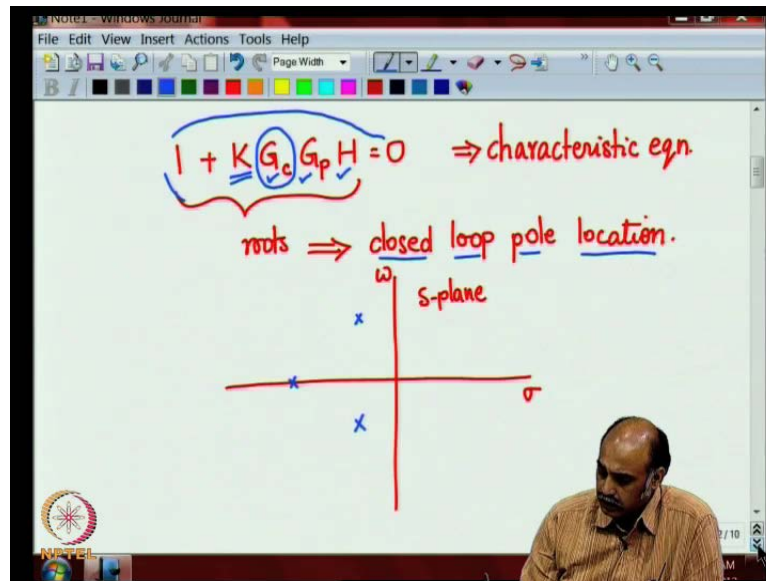 Note1 - Windows Journal
File Edit View Insert Actions Tools Help
Page Width
B I
1 + K Gc Gp H = 0 ⇒ characteristic eqn.
roots ⇒ closed loop pole location.
ω
s-plane
σ
2/10
AM
NPTEL